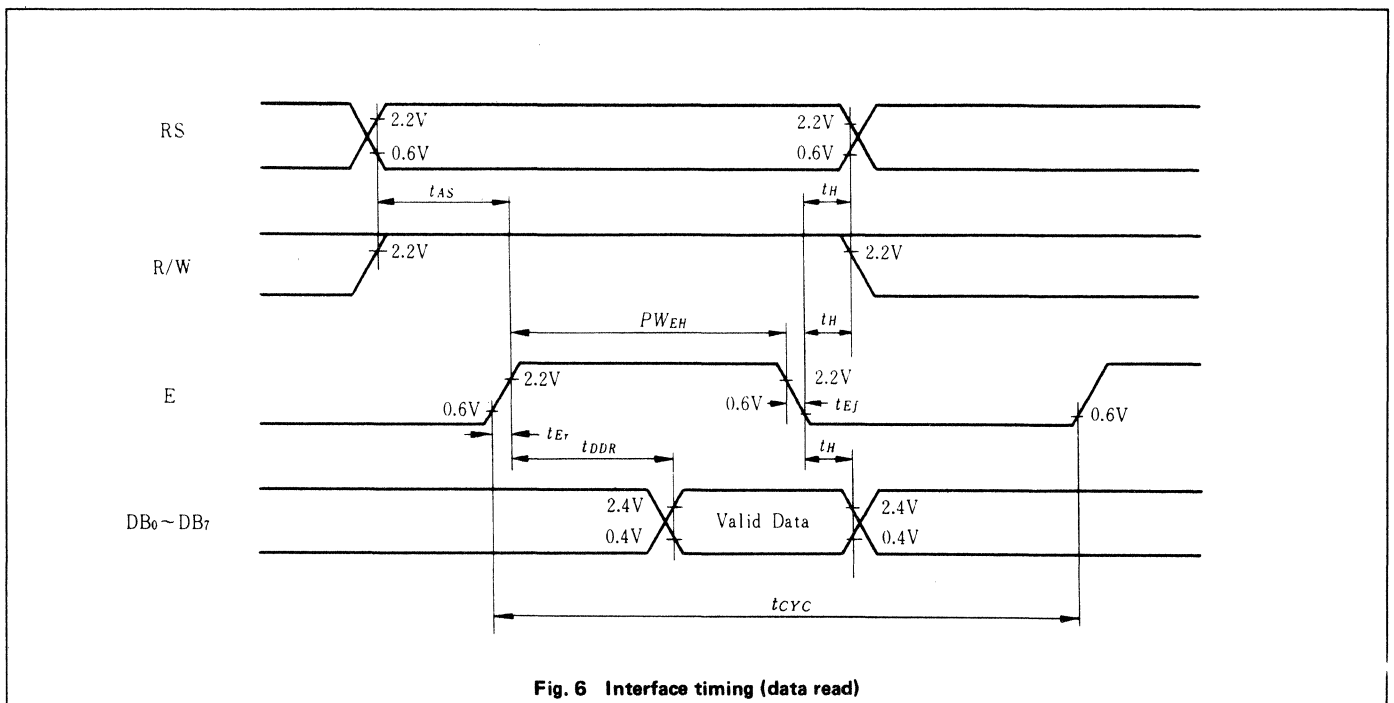 RS
2.2V
0.6V
2.2V
0.6V
tAS
tH
R/W
2.2V
2.2V
PWEH
tH
E
0.6V
2.2V
2.2V
0.6V
tEf
0.6V
tEr
tDDR
tH
DB0~DB7
2.4V
0.4V
Valid Data
2.4V
0.4V
tCYC
Fig. 6 Interface timing (data read)